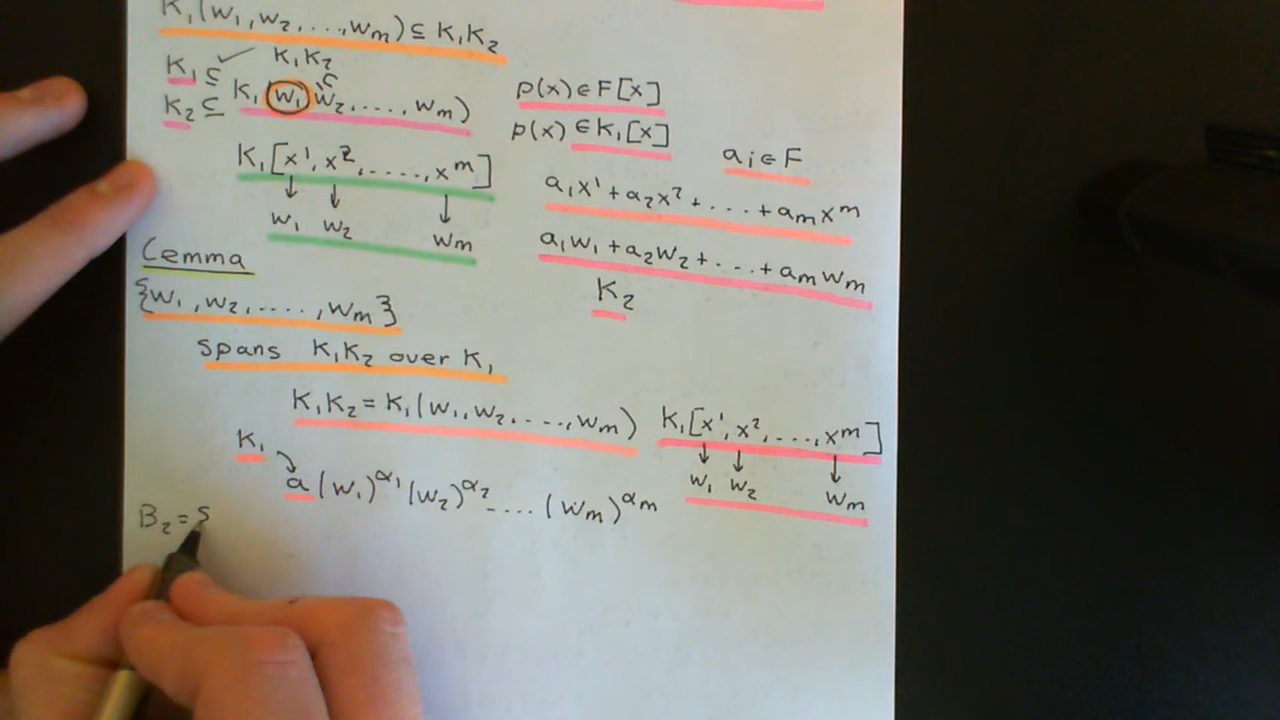 K₁(w₁,w₂,....,wₘ) ⊆ K₁K₂
K₁ ⊆ ✓ K₁K₂
K₂ ⊆ K₁(w₁,w₂,....,wₘ)
⊆
p(x) ∈ F[x]
p(x) ∈ K₁[x]
K₁[x¹,x²,.....,xᵐ]
↓ ↓ ↓
w₁ w₂ wₘ
aᵢ ∈ F
a₁x¹+a₂x²+...+aₘxᵐ
a₁w₁+a₂w₂+...+aₘwₘ
K₂
Lemma
{w₁,w₂,.....,wₘ}
spans K₁K₂ over K₁
K₁K₂=K₁(w₁,w₂,....,wₘ)
K₁[x¹,x²,....,xᵐ]
↓ ↓ ↓
w₁ w₂ wₘ
K₁
a(w₁)^α₁(w₂)^α₂.....(wₘ)^αₘ
B₂=